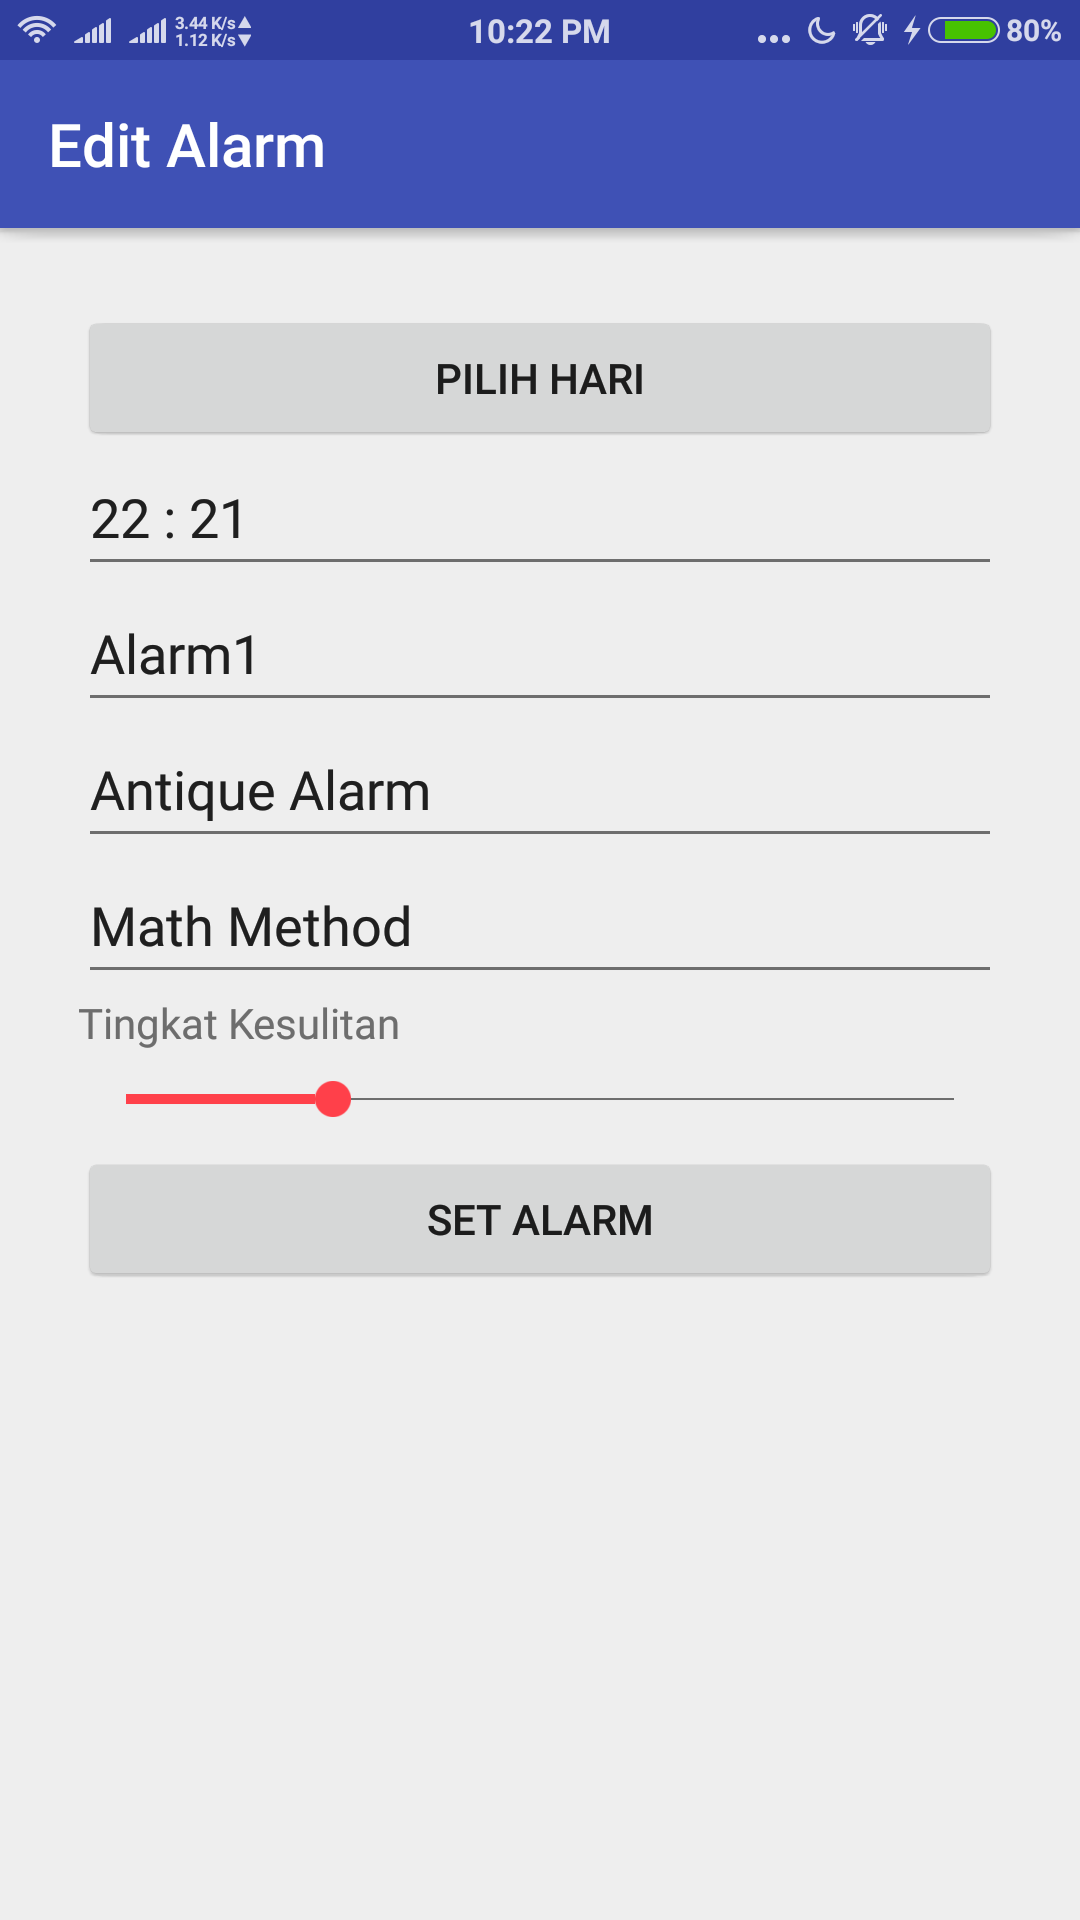 3.44 K/s
1.12 K/s
10:22 PM
80%
Edit Alarm
PILIH HARI
22 : 21
Alarm1
Antique Alarm
Math Method
Tingkat Kesulitan
SET ALARM